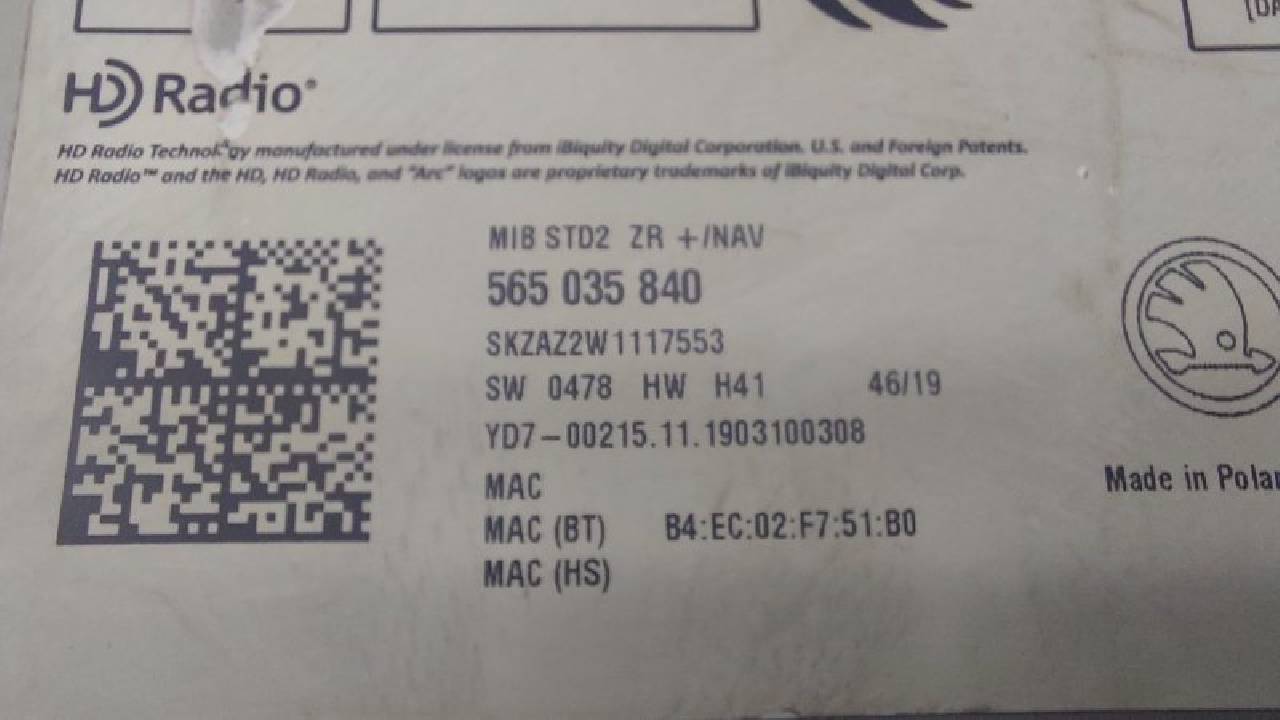 HD Radio®
HD Radio Technology manufactured under license from iBiquity Digital Corporation. U.S. and Foreign Patents.
HD Radio™ and the HD, HD Radio, and "Arc" logos are proprietary trademarks of iBiquity Digital Corp.
MIB STD2 ZR +/NAV
565 035 840
SKZAZ2W1117553
SW 0478 HW H41 46/19
YD7-00215.11.1903100308
MAC
MAC (BT) B4:EC:02:F7:51:B0
MAC (HS)
Made in